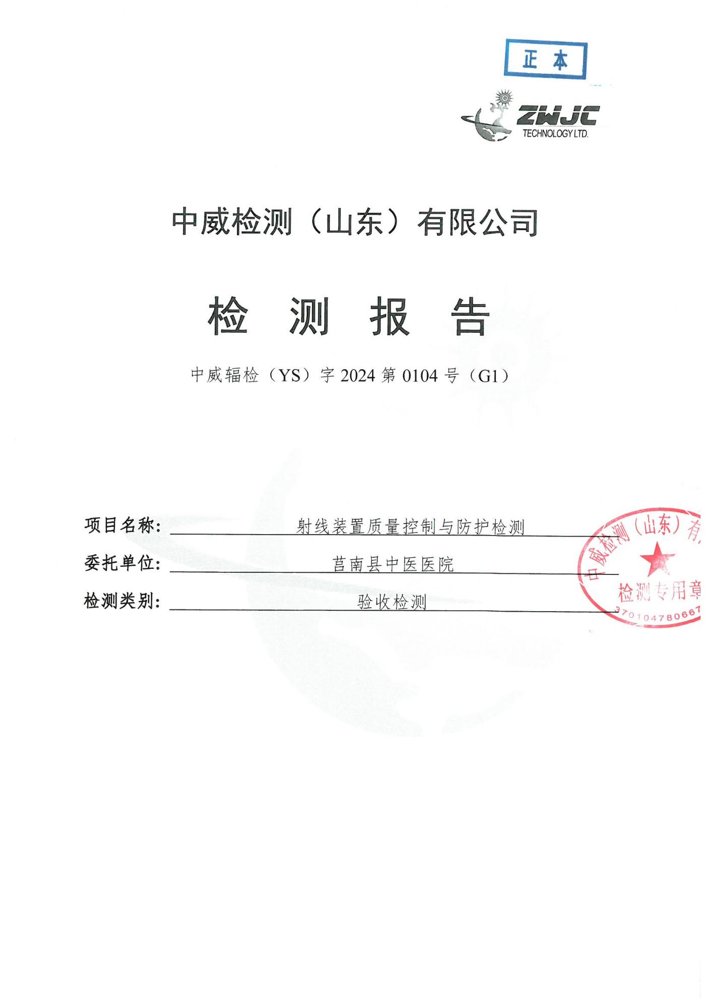 正 本
ZWJC
TECHNOLOGY LTD.
中威检测（山东）有限公司
检 测 报 告
中威辐检（YS）字 2024 第 0104 号（G1）
项目名称： 射线装置质量控制与防护检测
委托单位： 莒南县中医医院
检测类别： 验收检测
中威检测（山东）有
检测专用章
370104780667